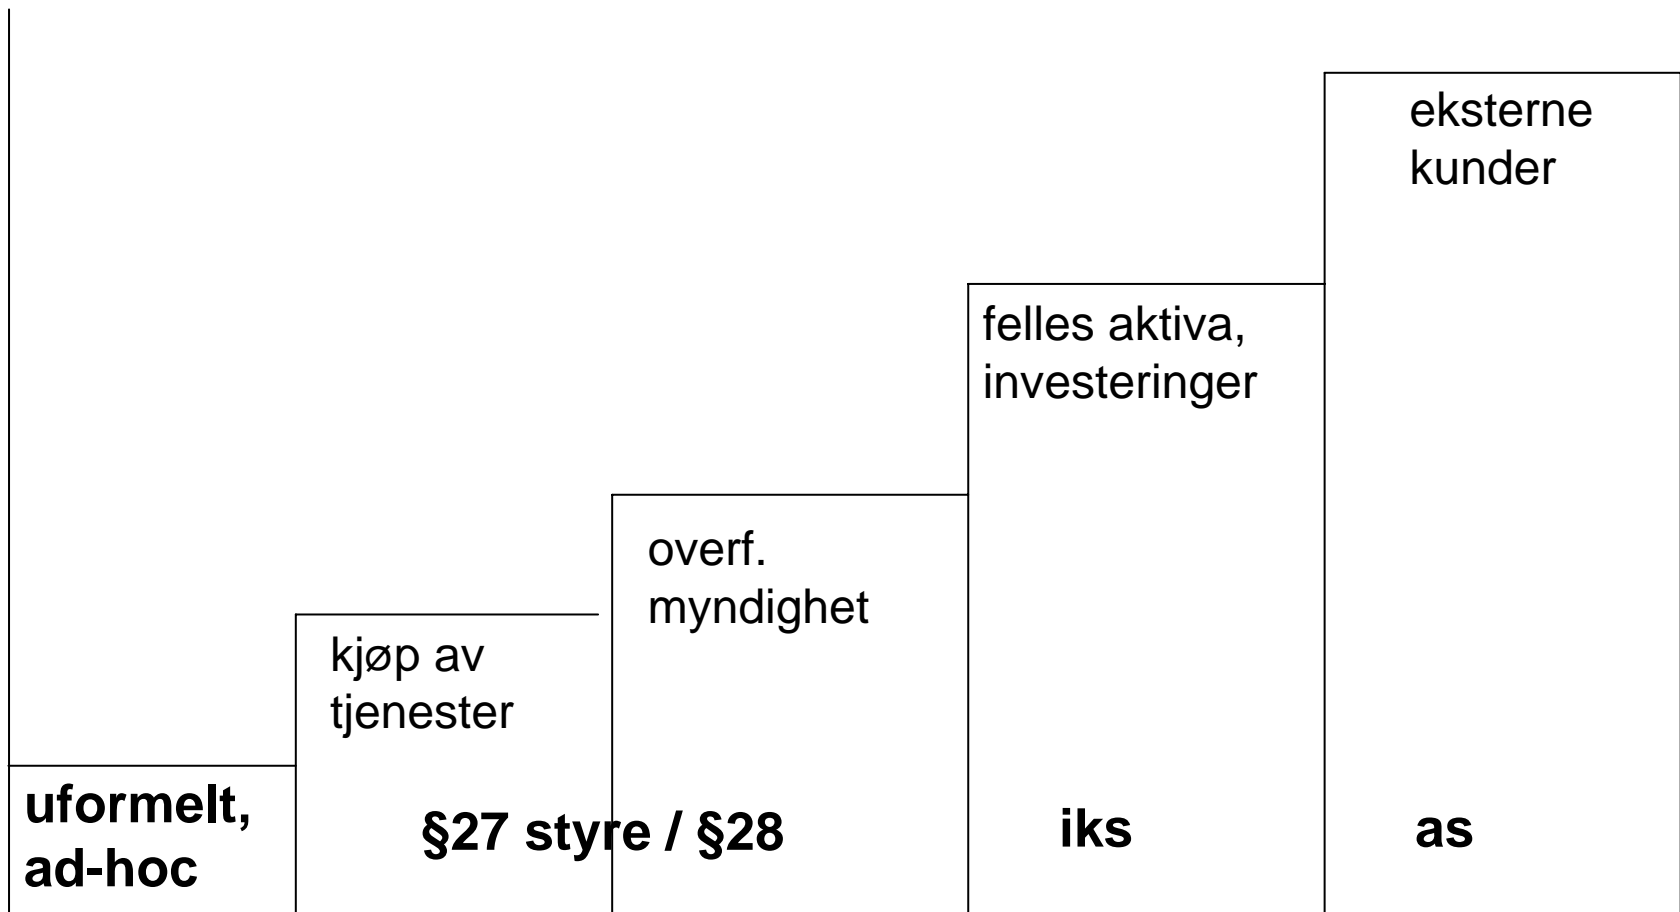 eksterne
kunder
felles aktiva,
investeringer
overf.
myndighet
kjøp av
tjenester
uformelt,
ad-hoc
§27 styre / §28
iks
as